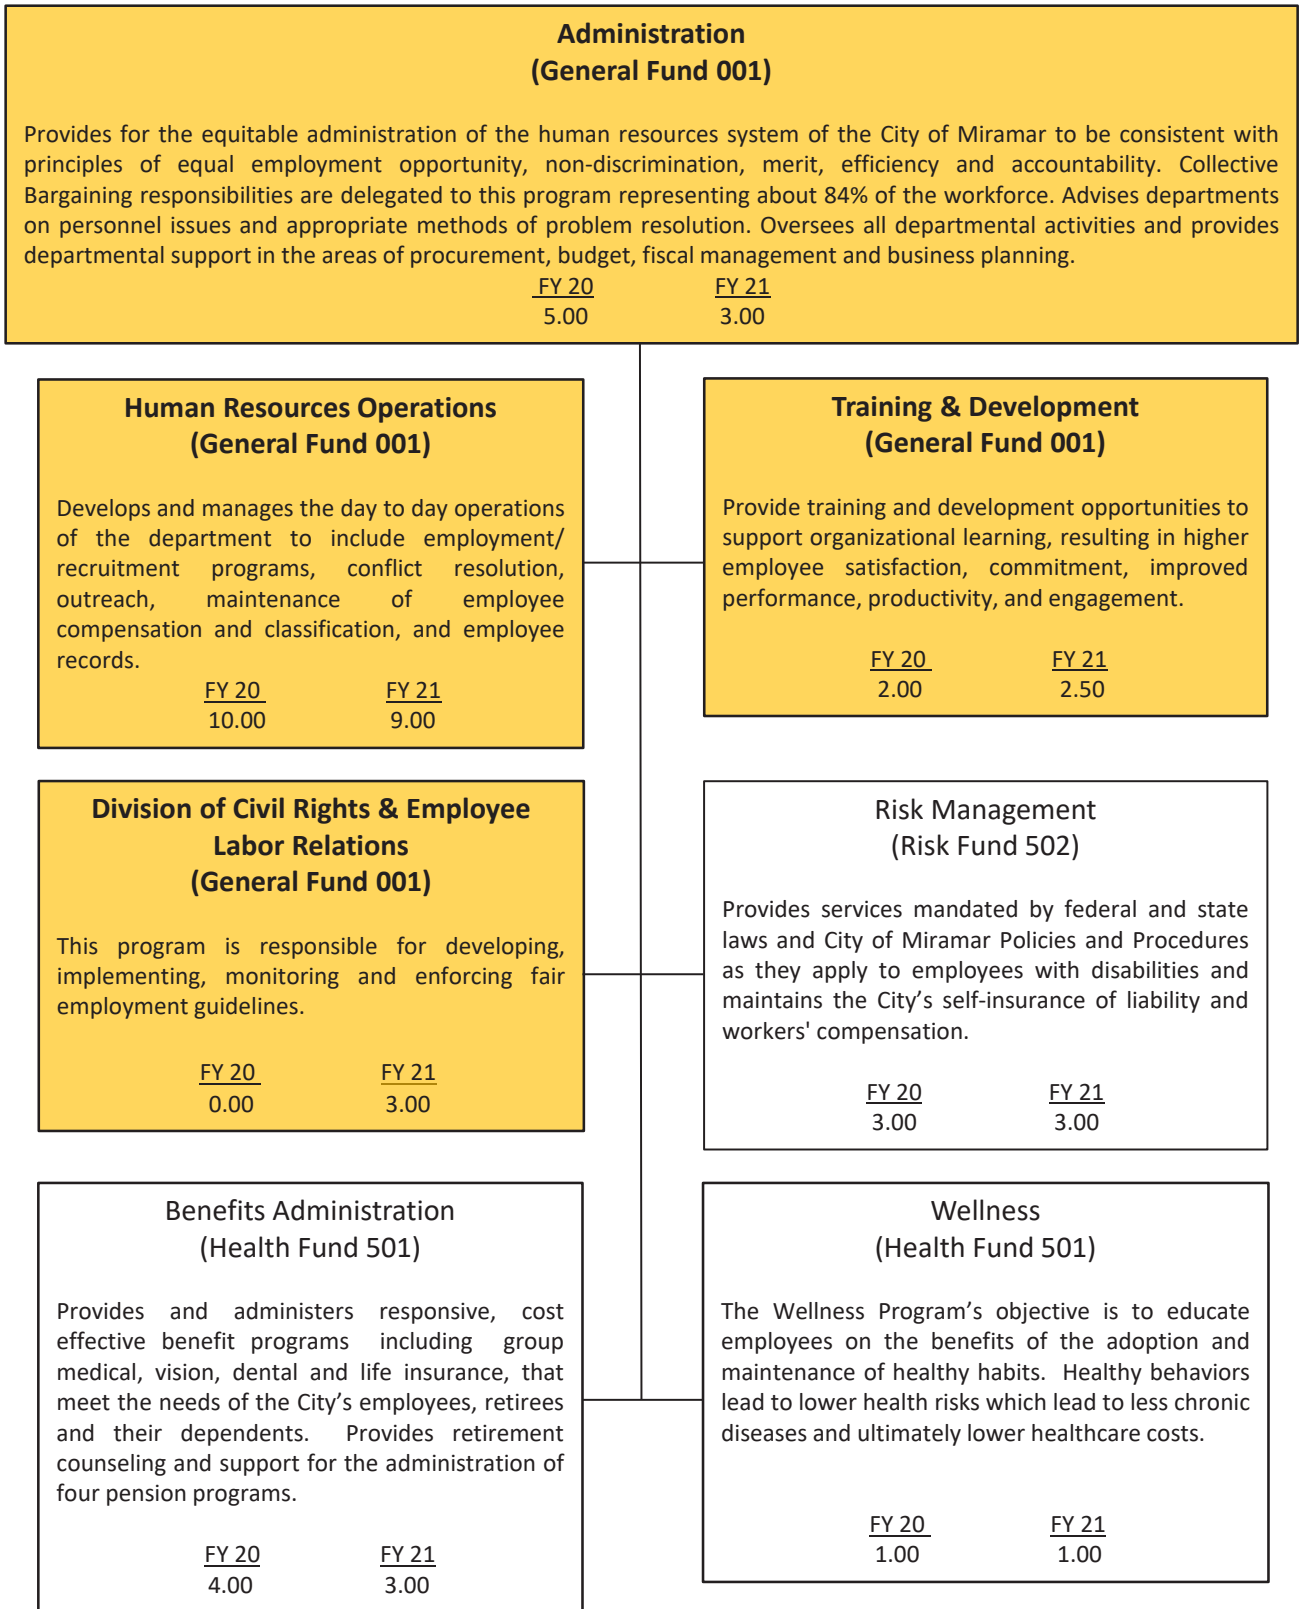 Administration
(General Fund 001)
Provides for the equitable administration of the human resources system of the City of Miramar to be consistent with
principles of equal employment opportunity, non-discrimination, merit, efficiency and accountability. Collective
Bargaining responsibilities are delegated to this program representing about 84% of the workforce. Advises departments
on personnel issues and appropriate methods of problem resolution. Oversees all departmental activities and provides
departmental support in the areas of procurement, budget, fiscal management and business planning.
FY 20 FY 21
5.00 3.00
Human Resources Operations
(General Fund 001)
Develops and manages the day to day operations
of the department to include employment/
recruitment programs, conflict resolution,
outreach, maintenance of employee
compensation and classification, and employee
records.
FY 20 FY 21
10.00 9.00
Training & Development
(General Fund 001)
Provide training and development opportunities to
support organizational learning, resulting in higher
employee satisfaction, commitment, improved
performance, productivity, and engagement.
FY 20 FY 21
2.00 2.50
Division of Civil Rights & Employee
Labor Relations
(General Fund 001)
This program is responsible for developing,
implementing, monitoring and enforcing fair
employment guidelines.
FY 20 FY 21
0.00 3.00
Risk Management
(Risk Fund 502)
Provides services mandated by federal and state
laws and City of Miramar Policies and Procedures
as they apply to employees with disabilities and
maintains the City’s self-insurance of liability and
workers' compensation.
FY 20 FY 21
3.00 3.00
Benefits Administration
(Health Fund 501)
Provides and administers responsive, cost
effective benefit programs including group
medical, vision, dental and life insurance, that
meet the needs of the City’s employees, retirees
and their dependents. Provides retirement
counseling and support for the administration of
four pension programs.
FY 20 FY 21
4.00 3.00
Wellness
(Health Fund 501)
The Wellness Program’s objective is to educate
employees on the benefits of the adoption and
maintenance of healthy habits. Healthy behaviors
lead to lower health risks which lead to less chronic
diseases and ultimately lower healthcare costs.
FY 20 FY 21
1.00 1.00